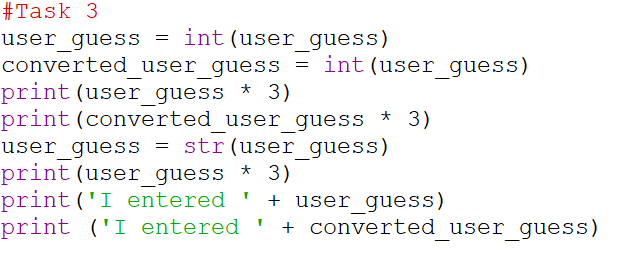 #Task 3
user_guess = int(user_guess)
converted_user_guess = int(user_guess)
print(user_guess * 3)
print(converted_user_guess * 3)
user_guess = str(user_guess)
print(user_guess * 3)
print('I entered ' + user_guess)
print ('I entered ' + converted_user_guess)